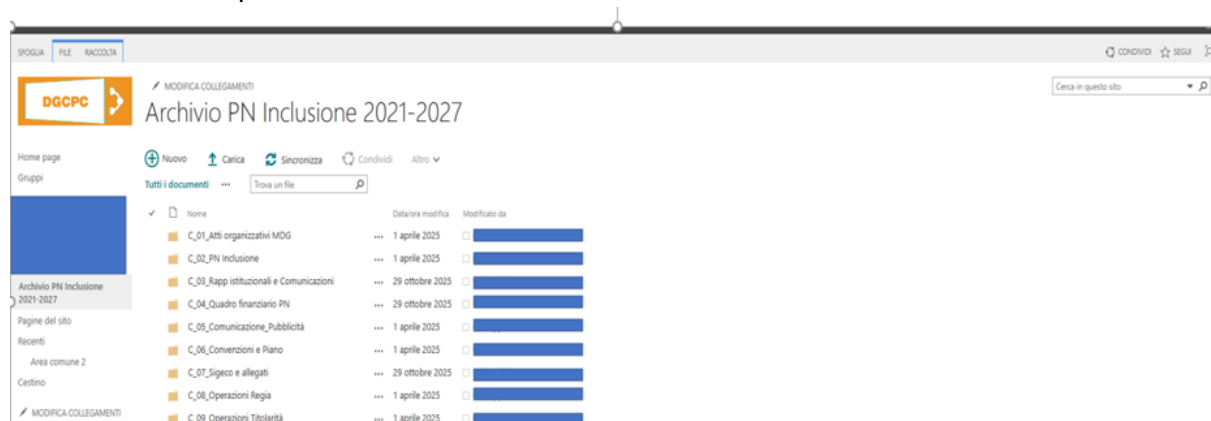 SFOGLIA FILE RACCOLTA CONDIVIDI SEGUI
DGCPC
MODIFICA COLLEGAMENTI
Archivio PN Inclusione 2021-2027
Cerca in questo sito
Home page
Gruppi
Archivio PN Inclusione
2021-2027
Pagine del sito
Recenti
Area comune 2
Cestino
MODIFICA COLLEGAMENTI
Nuovo Carica Sincronizza Condividi Altro
Tutti i documenti ••• Trova un file
Nome Data/ora modifica Modificato da
C_01_Atti organizzativi MDG ••• 1 aprile 2025
C_02_PN Inclusione ••• 1 aprile 2025
C_03_Rapp istituzionali e Comunicazioni ••• 29 ottobre 2025
C_04_Quadro finanziario PN ••• 29 ottobre 2025
C_05_Comunicazione_Pubblicità ••• 1 aprile 2025
C_06_Convenzioni e Piano ••• 1 aprile 2025
C_07_Sigeco e allegati ••• 29 ottobre 2025
C_08_Operazioni Regia ••• 1 aprile 2025
C_09_Operazioni Titolarità ••• 1 aprile 2025